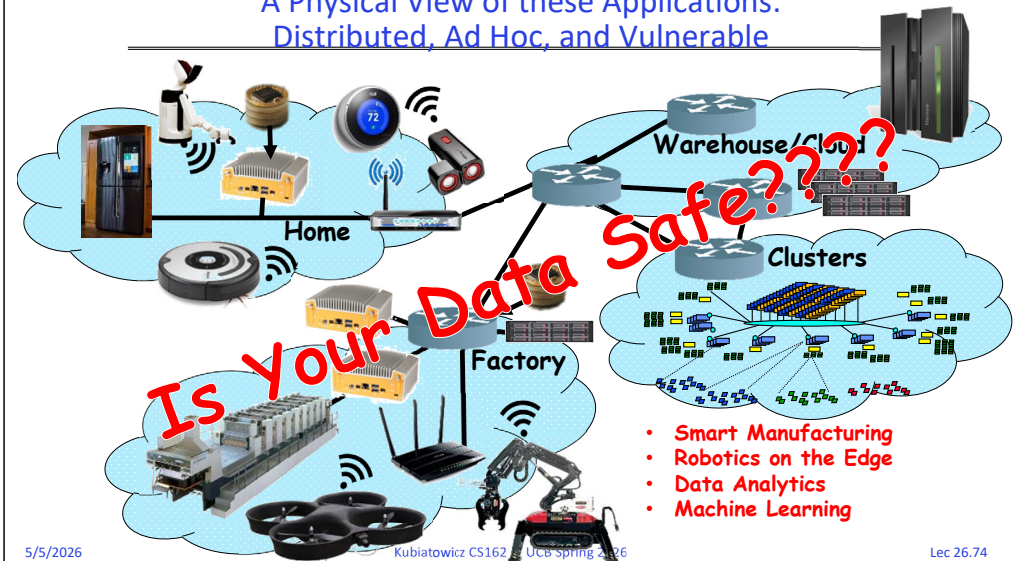 A Physical View of these Applications:
Distributed, Ad Hoc, and Vulnerable
72
Warehouse/Cloud
Home
Is Your Data Safe????
Clusters
Factory
• Smart Manufacturing
• Robotics on the Edge
• Data Analytics
• Machine Learning
5/5/2026
Kubiatowicz CS162 UCB Spring 2026
Lec 26.74